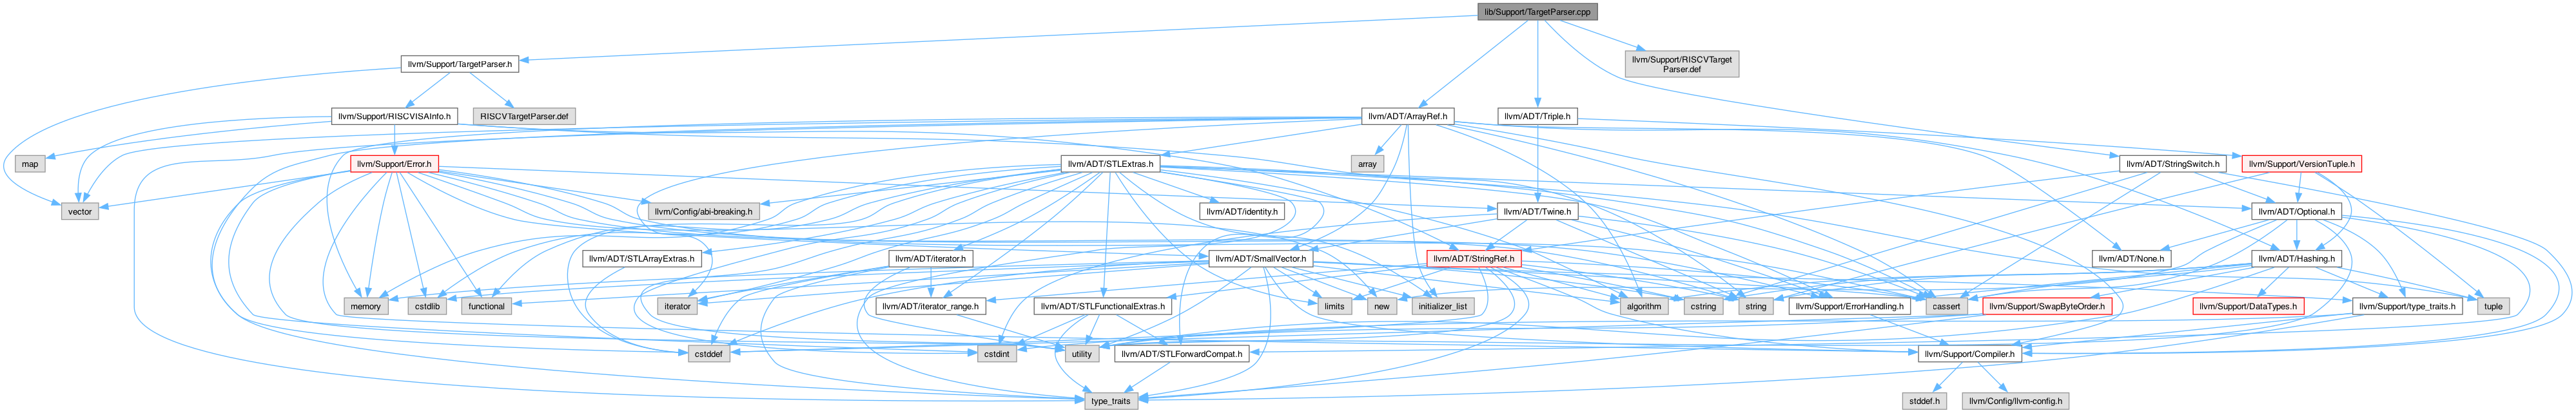 lib/Support/TargetParser.cpp
llvm/Support/TargetParser.h
llvm/Support/RISCVTarget
Parser.def
llvm/Support/RISCVISAInfo.h
RISCVTargetParser.def
llvm/ADT/ArrayRef.h
llvm/ADT/Triple.h
map
llvm/Support/Error.h
llvm/ADT/STLExtras.h
array
llvm/ADT/StringSwitch.h
llvm/Support/VersionTuple.h
vector
llvm/Config/abi-breaking.h
llvm/ADT/identity.h
llvm/ADT/Twine.h
llvm/ADT/Optional.h
llvm/ADT/STLArrayExtras.h
llvm/ADT/iterator.h
llvm/ADT/SmallVector.h
llvm/ADT/StringRef.h
llvm/ADT/None.h
llvm/ADT/Hashing.h
memory
cstdlib
functional
iterator
llvm/ADT/iterator_range.h
llvm/ADT/STLFunctionalExtras.h
limits
new
initializer_list
algorithm
cstring
string
llvm/Support/ErrorHandling.h
cassert
llvm/Support/SwapByteOrder.h
llvm/Support/DataTypes.h
llvm/Support/type_traits.h
tuple
cstddef
cstdint
utility
llvm/ADT/STLForwardCompat.h
llvm/Support/Compiler.h
type_traits
stddef.h
llvm/Config/llvm-config.h